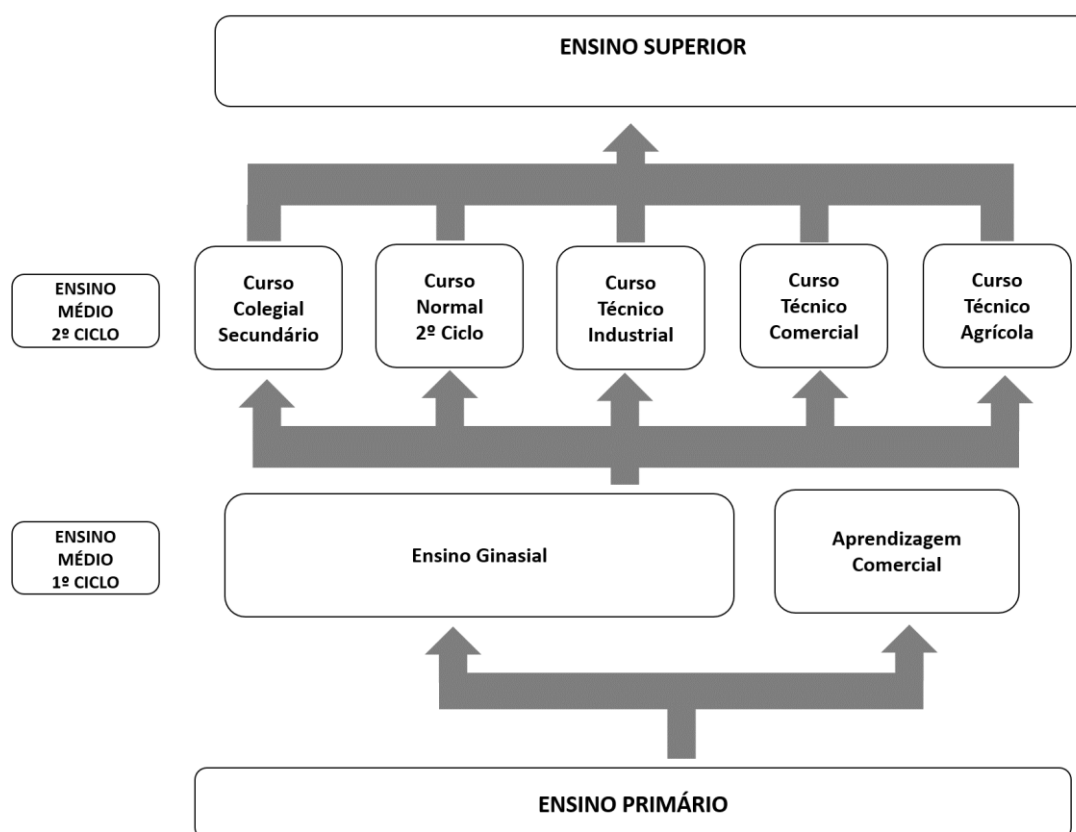 ENSINO SUPERIOR
ENSINO
MÉDIO
2º CICLO
Curso
Colegial
Secundário
Curso
Normal
2º Ciclo
Curso
Técnico
Industrial
Curso
Técnico
Comercial
Curso
Técnico
Agrícola
ENSINO
MÉDIO
1º CICLO
Ensino Ginasial
Aprendizagem
Comercial
ENSINO PRIMÁRIO